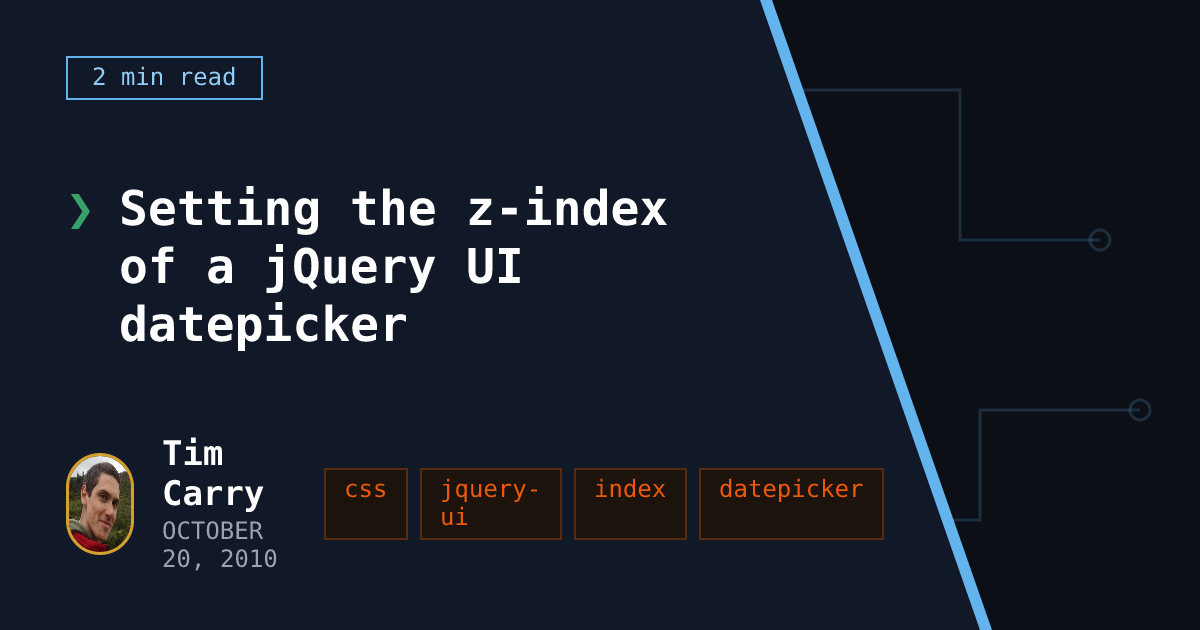 2 min read
❯ Setting the z-index
of a jQuery UI
datepicker
Tim
Carry
OCTOBER
20, 2010
css
jquery-
ui
index
datepicker